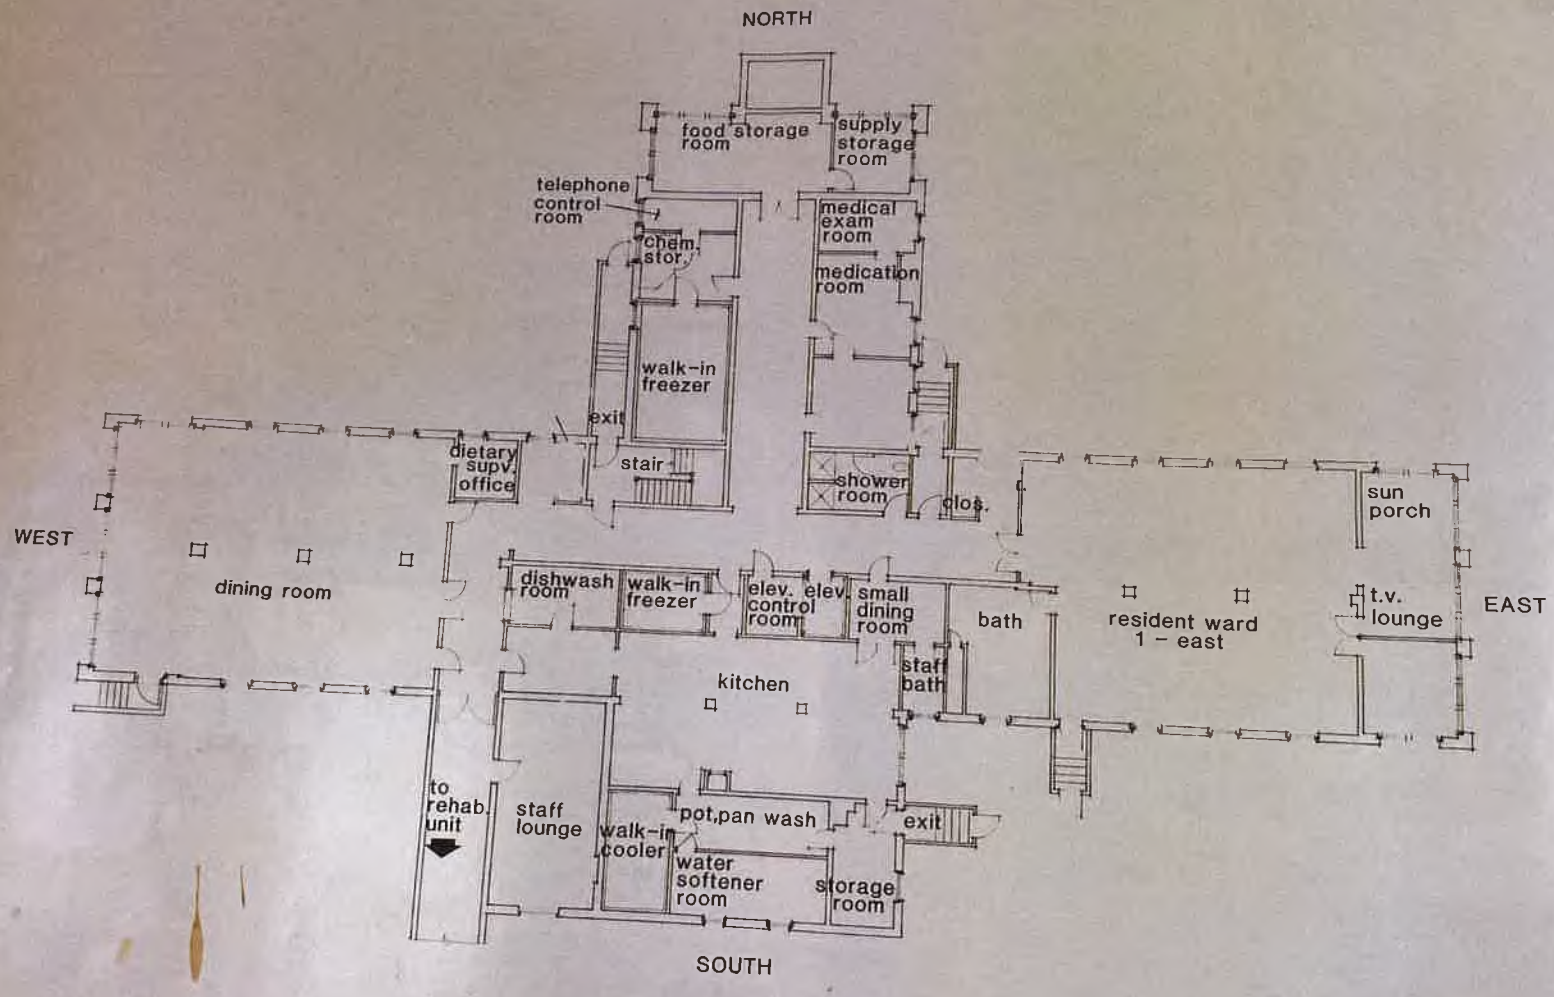 NORTH
food storage
room
supply
storage
room
telephone
control
room
medical
exam
room
chem.
stor.
medication
room
walk-in
freezer
exit
stair
dietary
supv.
office
shower
room
clos.
sun
porch
WEST
dining room
dishwash
room
walk-in
freezer
elev.
control
room
elev.
small
dining
room
bath
resident ward
1 - east
t.v.
lounge
EAST
staff
bath
kitchen
to
rehab.
unit
staff
lounge
walk-in
cooler
pot,pan wash
exit
water
softener
room
storage
room
SOUTH